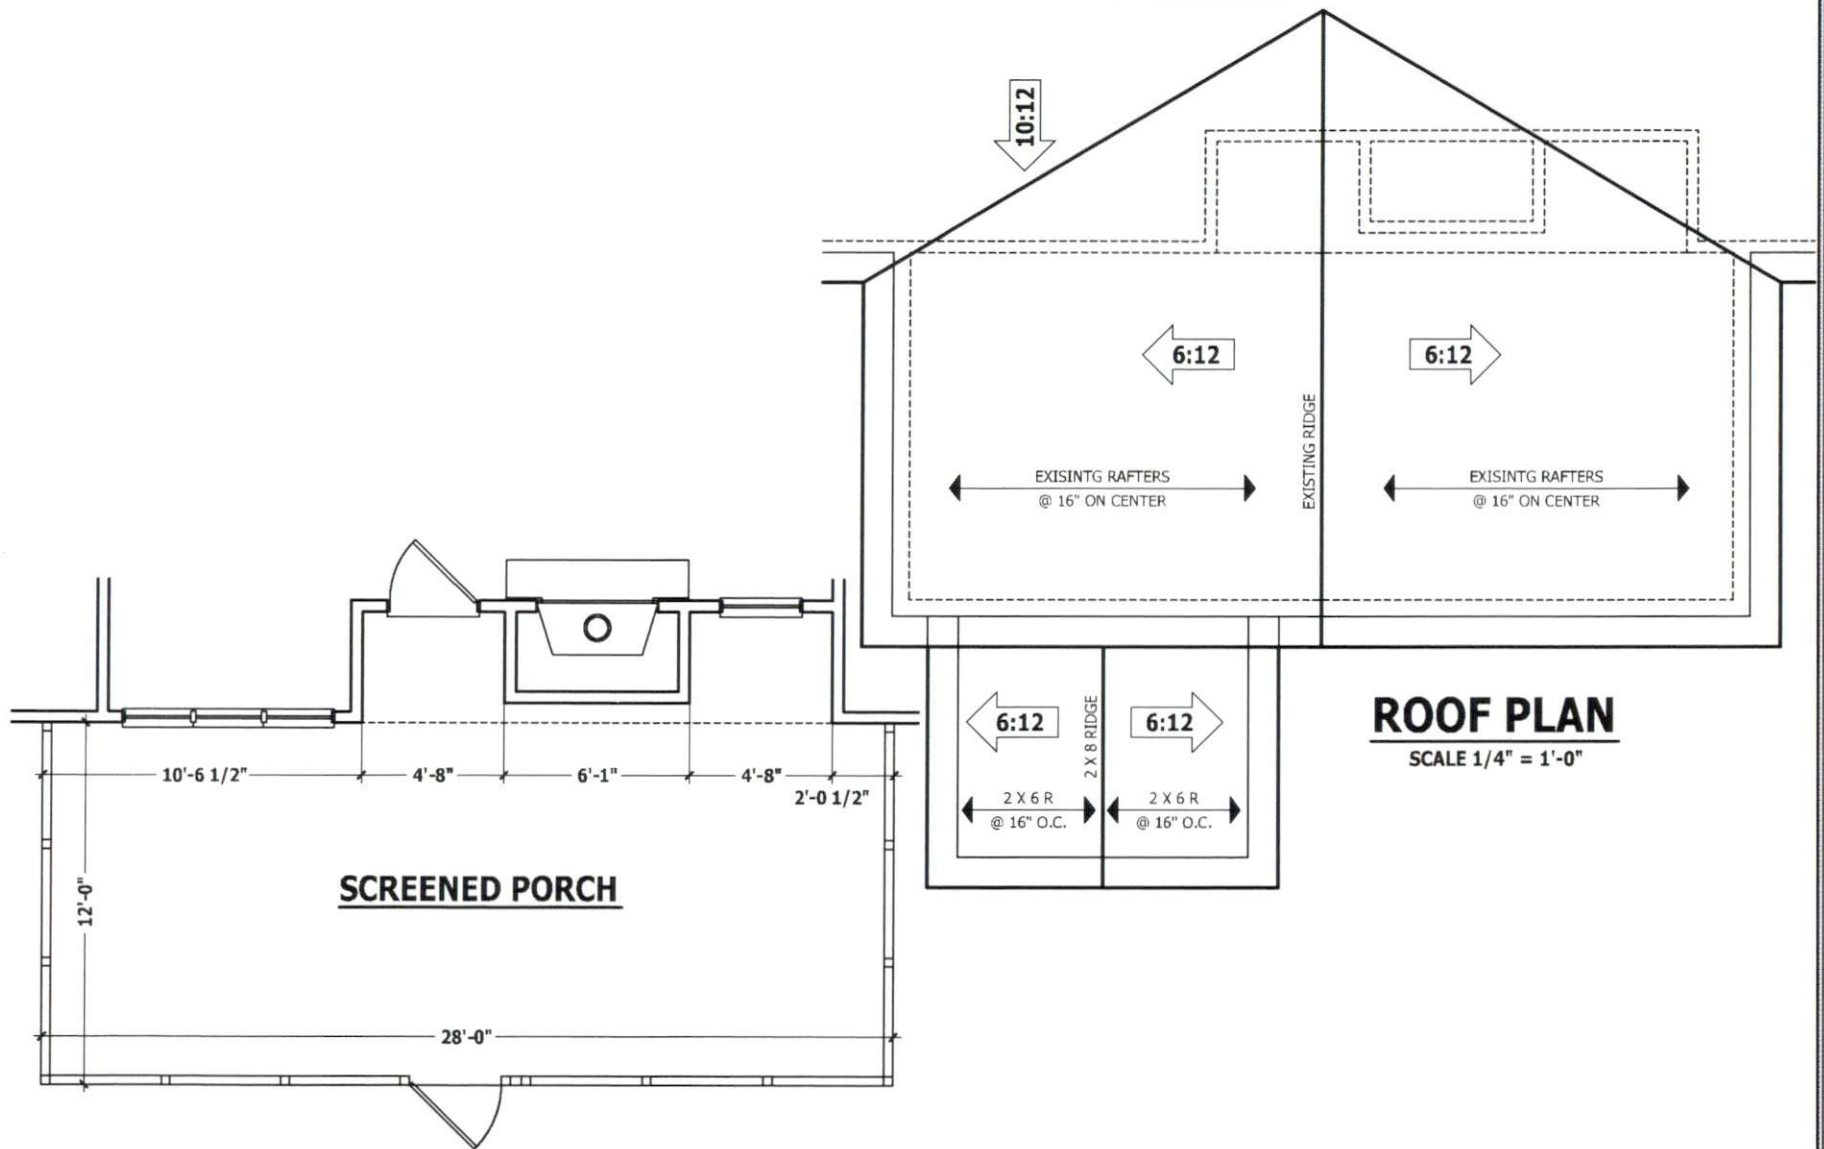 10:12
6:12
6:12
EXISTING RIDGE
EXISINTG RAFTERS
@ 16" ON CENTER
EXISINTG RAFTERS
@ 16" ON CENTER
6:12
6:12
2 X 8 RIDGE
2 X 6 R
@ 16" O.C.
2 X 6 R
@ 16" O.C.
ROOF PLAN
SCALE 1/4" = 1'-0"
10'-6 1/2"
4'-8"
6'-1"
4'-8"
2'-0 1/2"
12'-0"
SCREENED PORCH
28'-0"